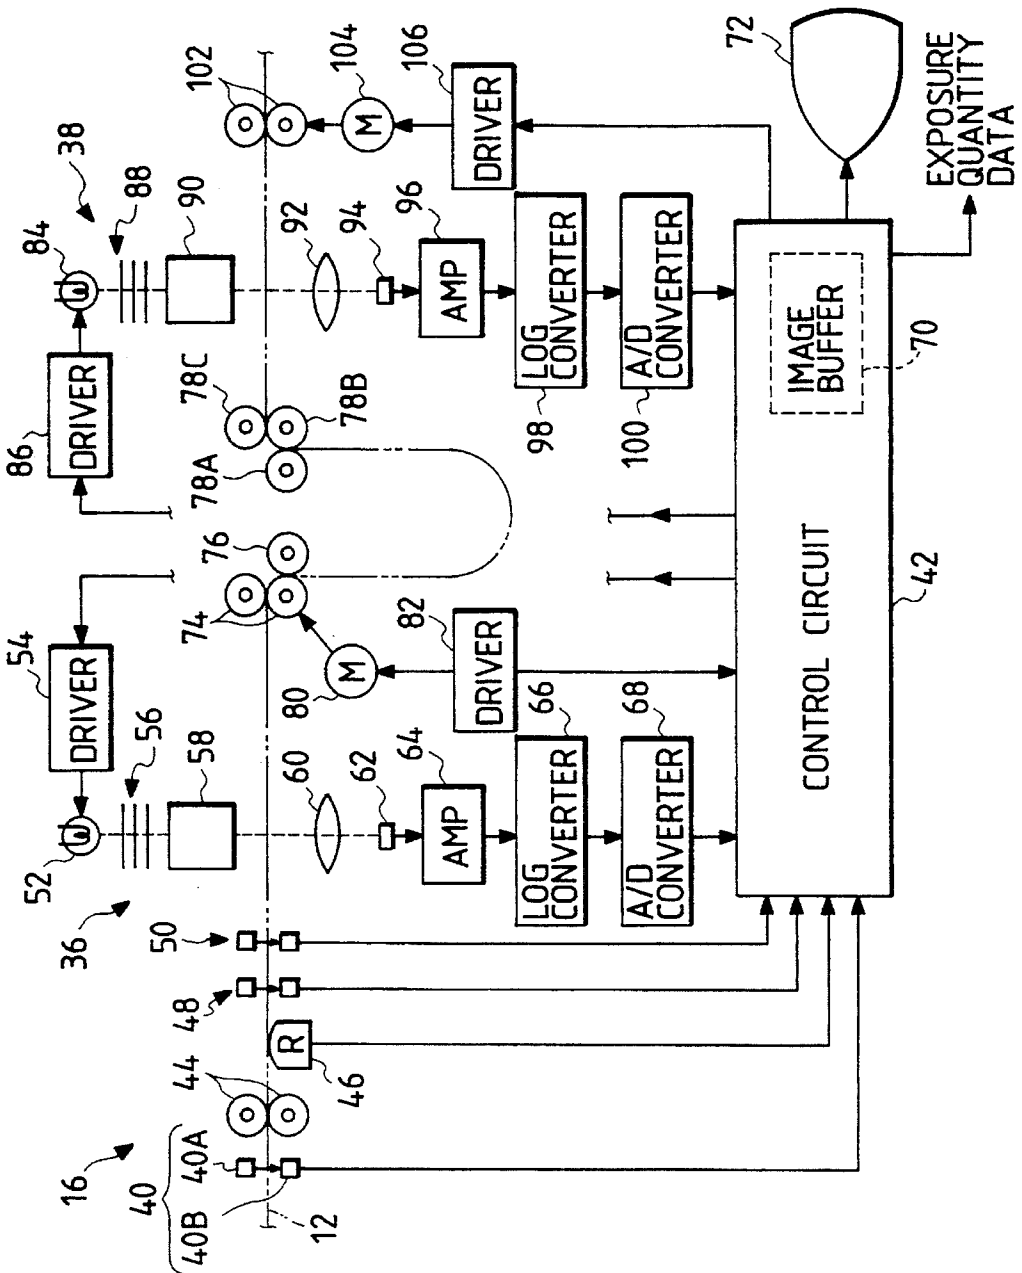 16
40
40A
40B
12
44
R
46
48
50
36
52
56
54
DRIVER
58
60
62
64
AMP
66
LOG
CONVERTER
68
A/D
CONVERTER
74
76
M
80
82
DRIVER
78A
78B
78C
86
DRIVER
84
38
88
90
92
94
96
AMP
98
LOG
CONVERTER
100
A/D
CONVERTER
102
104
M
106
DRIVER
CONTROL CIRCUIT
42
IMAGE
BUFFER
70
72
EXPOSURE
QUANTITY
DATA